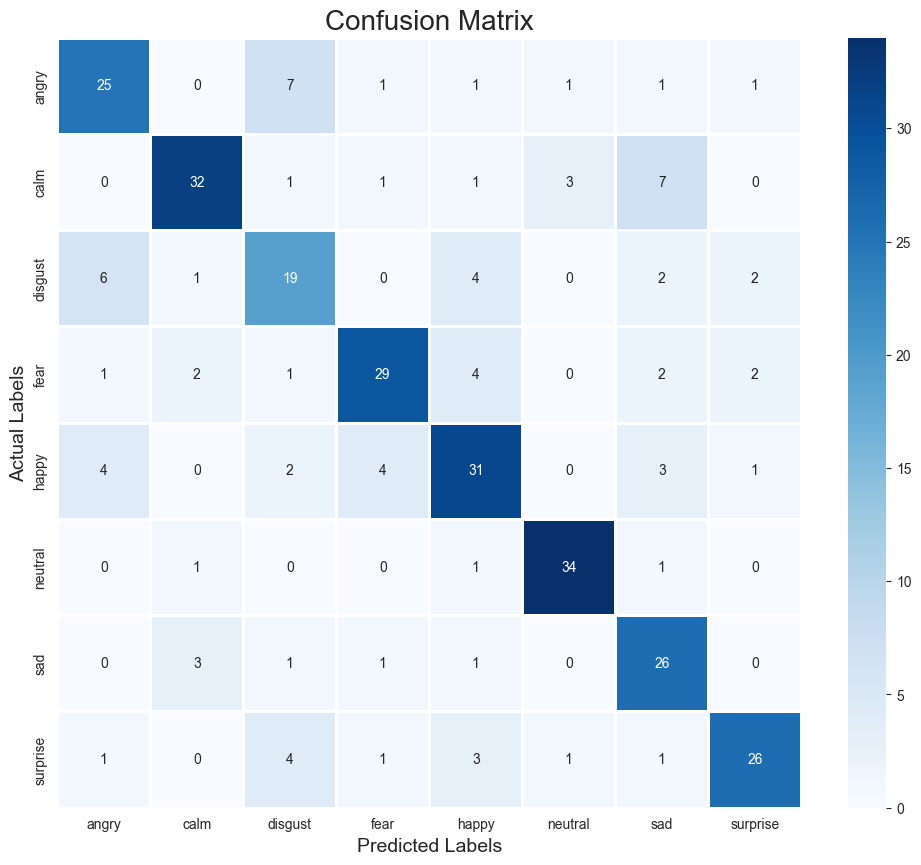 Confusion Matrix
angry 25 0 7 1 1 1 1 1
calm 0 32 1 1 1 3 7 0
disgust 6 1 19 0 4 0 2 2
fear 1 2 1 29 4 0 2 2
happy 4 0 2 4 31 0 3 1
neutral 0 1 0 0 1 34 1 0
sad 0 3 1 1 1 0 26 0
surprise 1 0 4 1 3 1 1 26
angry calm disgust fear happy neutral sad surprise
Actual Labels
Predicted Labels
30
25
20
15
10
5
0